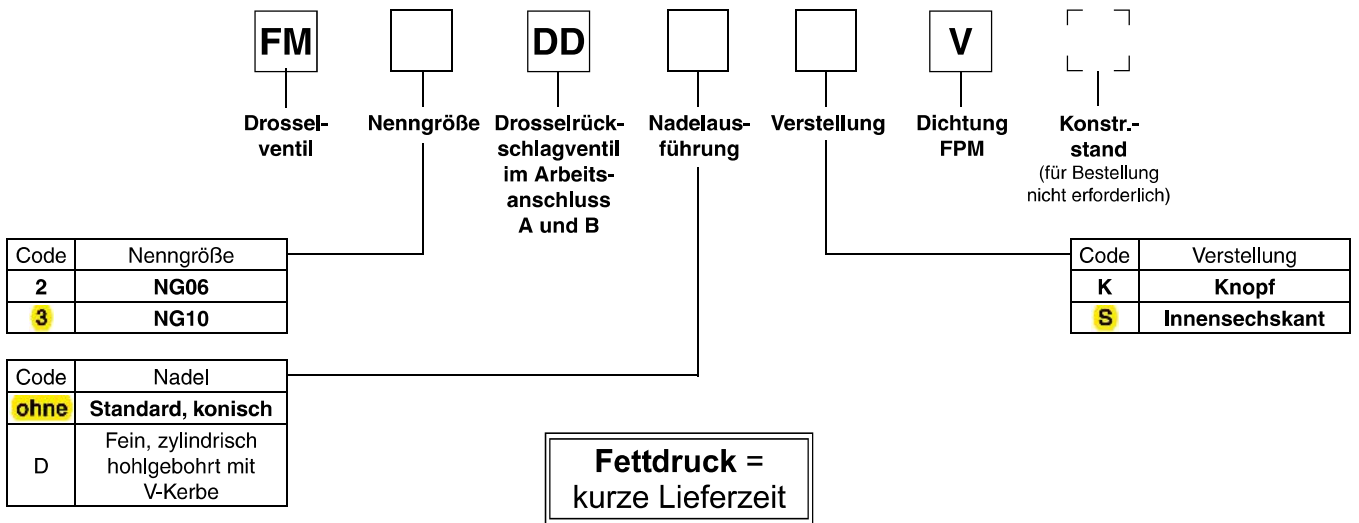 FM DD V
Drossel-
ventil
Nenngröße
Drosselrück-
schlagventil
im Arbeits-
anschluss
A und B
Nadelaus-
führung
Verstellung
Dichtung
FPM
Konstr.-
stand
(für Bestellung
nicht erforderlich)
Code Nenngröße
2 NG06
3 NG10
Code Verstellung
K Knopf
S Innensechskant
Code Nadel
ohne Standard, konisch
D Fein, zylindrisch
hohlgebohrt mit
V-Kerbe
Fettdruck =
kurze Lieferzeit